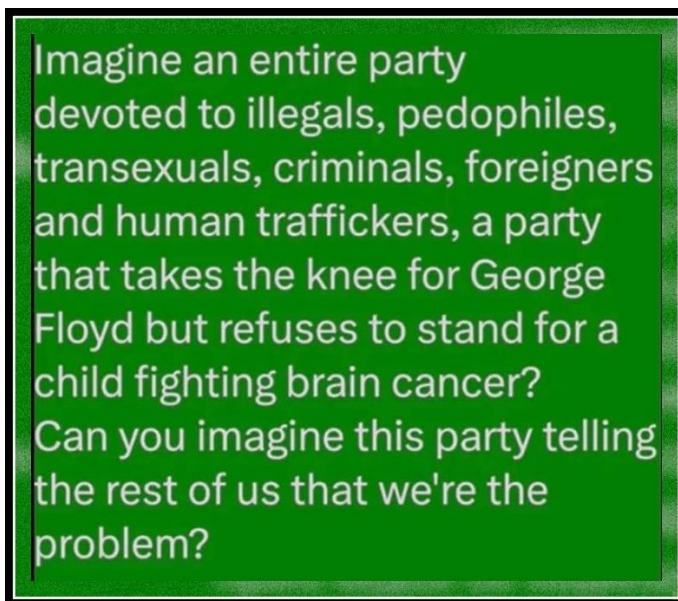 Imagine an entire party
devoted to illegals, pedophiles,
transexuals, criminals, foreigners
and human traffickers, a party
that takes the knee for George
Floyd but refuses to stand for a
child fighting brain cancer?
Can you imagine this party telling
the rest of us that we're the
problem?